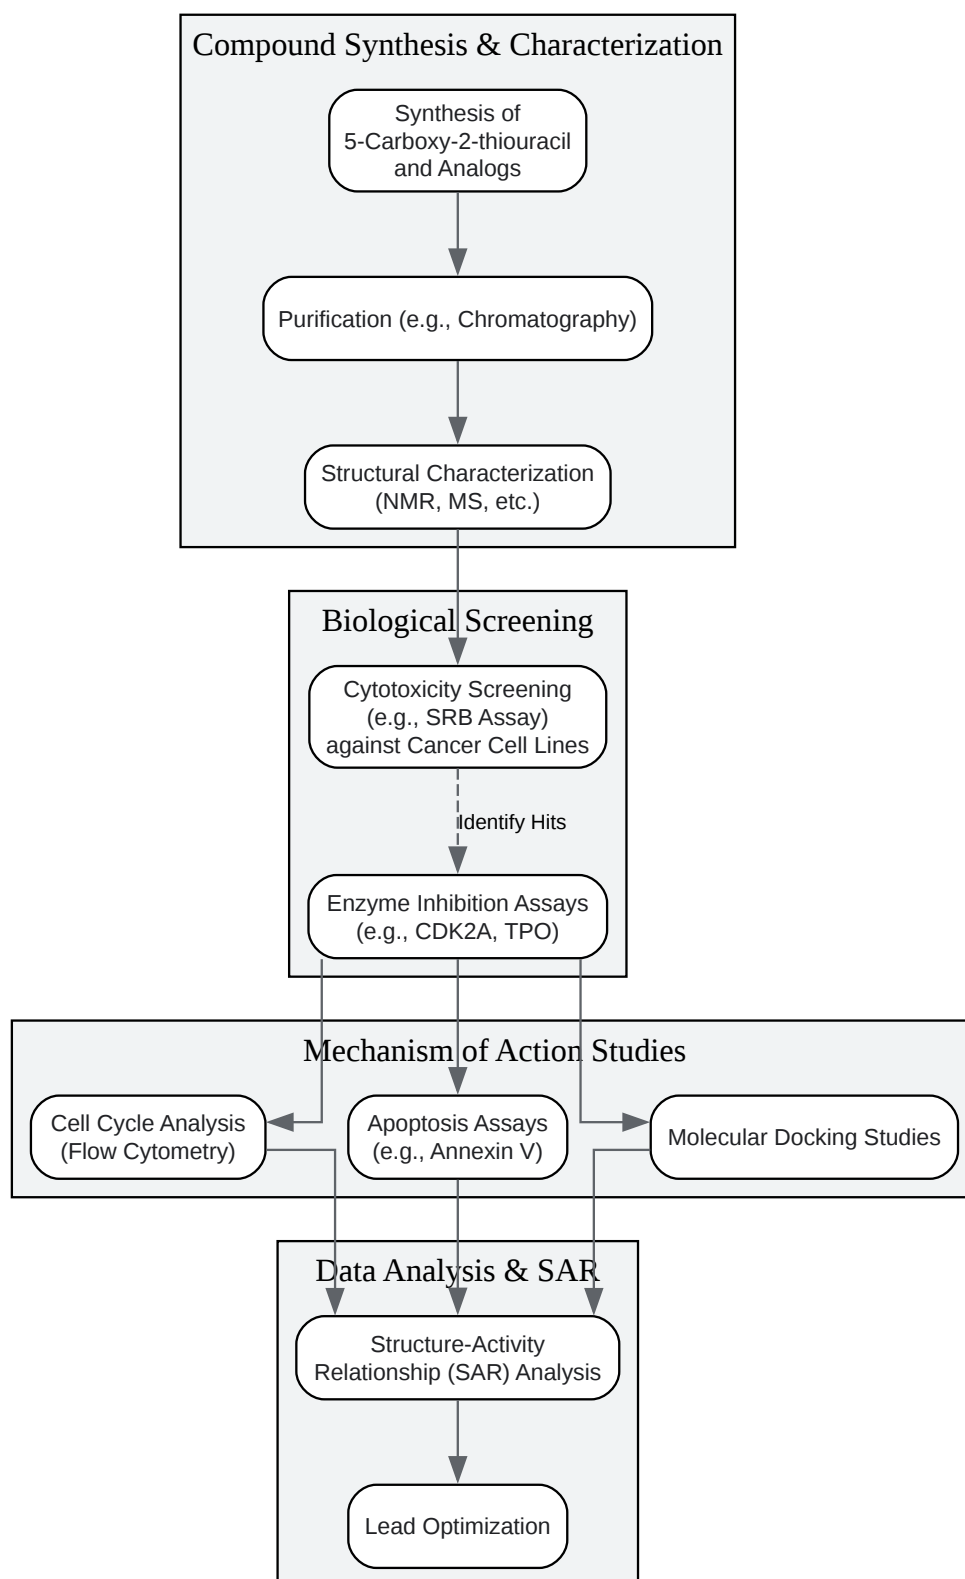 Compound Synthesis & Characterization
Synthesis of
5-Carboxy-2-thiouracil
and Analogs
Purification (e.g., Chromatography)
Structural Characterization
(NMR, MS, etc.)
Biological Screening
Cytotoxicity Screening
(e.g., SRB Assay)
against Cancer Cell Lines
Identify Hits
Enzyme Inhibition Assays
(e.g., CDK2A, TPO)
Mechanism of Action Studies
Cell Cycle Analysis
(Flow Cytometry)
Apoptosis Assays
(e.g., Annexin V)
Molecular Docking Studies
Data Analysis & SAR
Structure-Activity
Relationship (SAR) Analysis
Lead Optimization